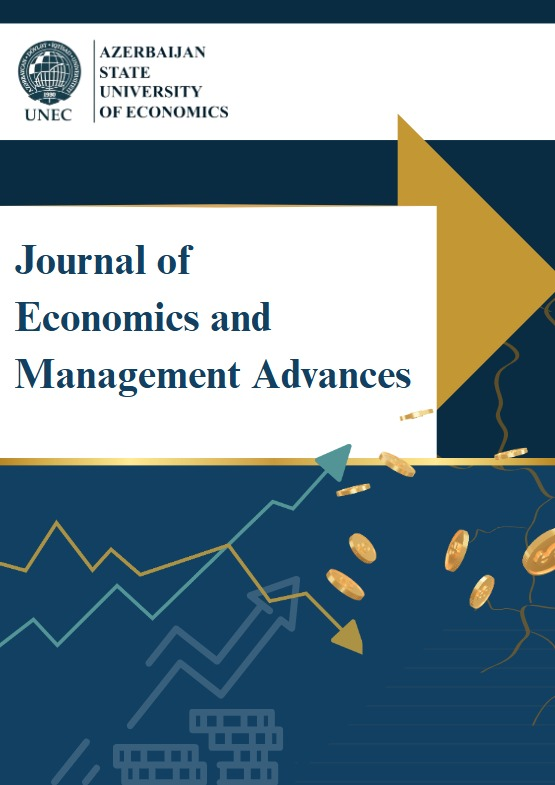 AZERBAIJAN
STATE
UNIVERSITY
OF ECONOMICS
UNEC
Journal of
Economics and
Management Advances